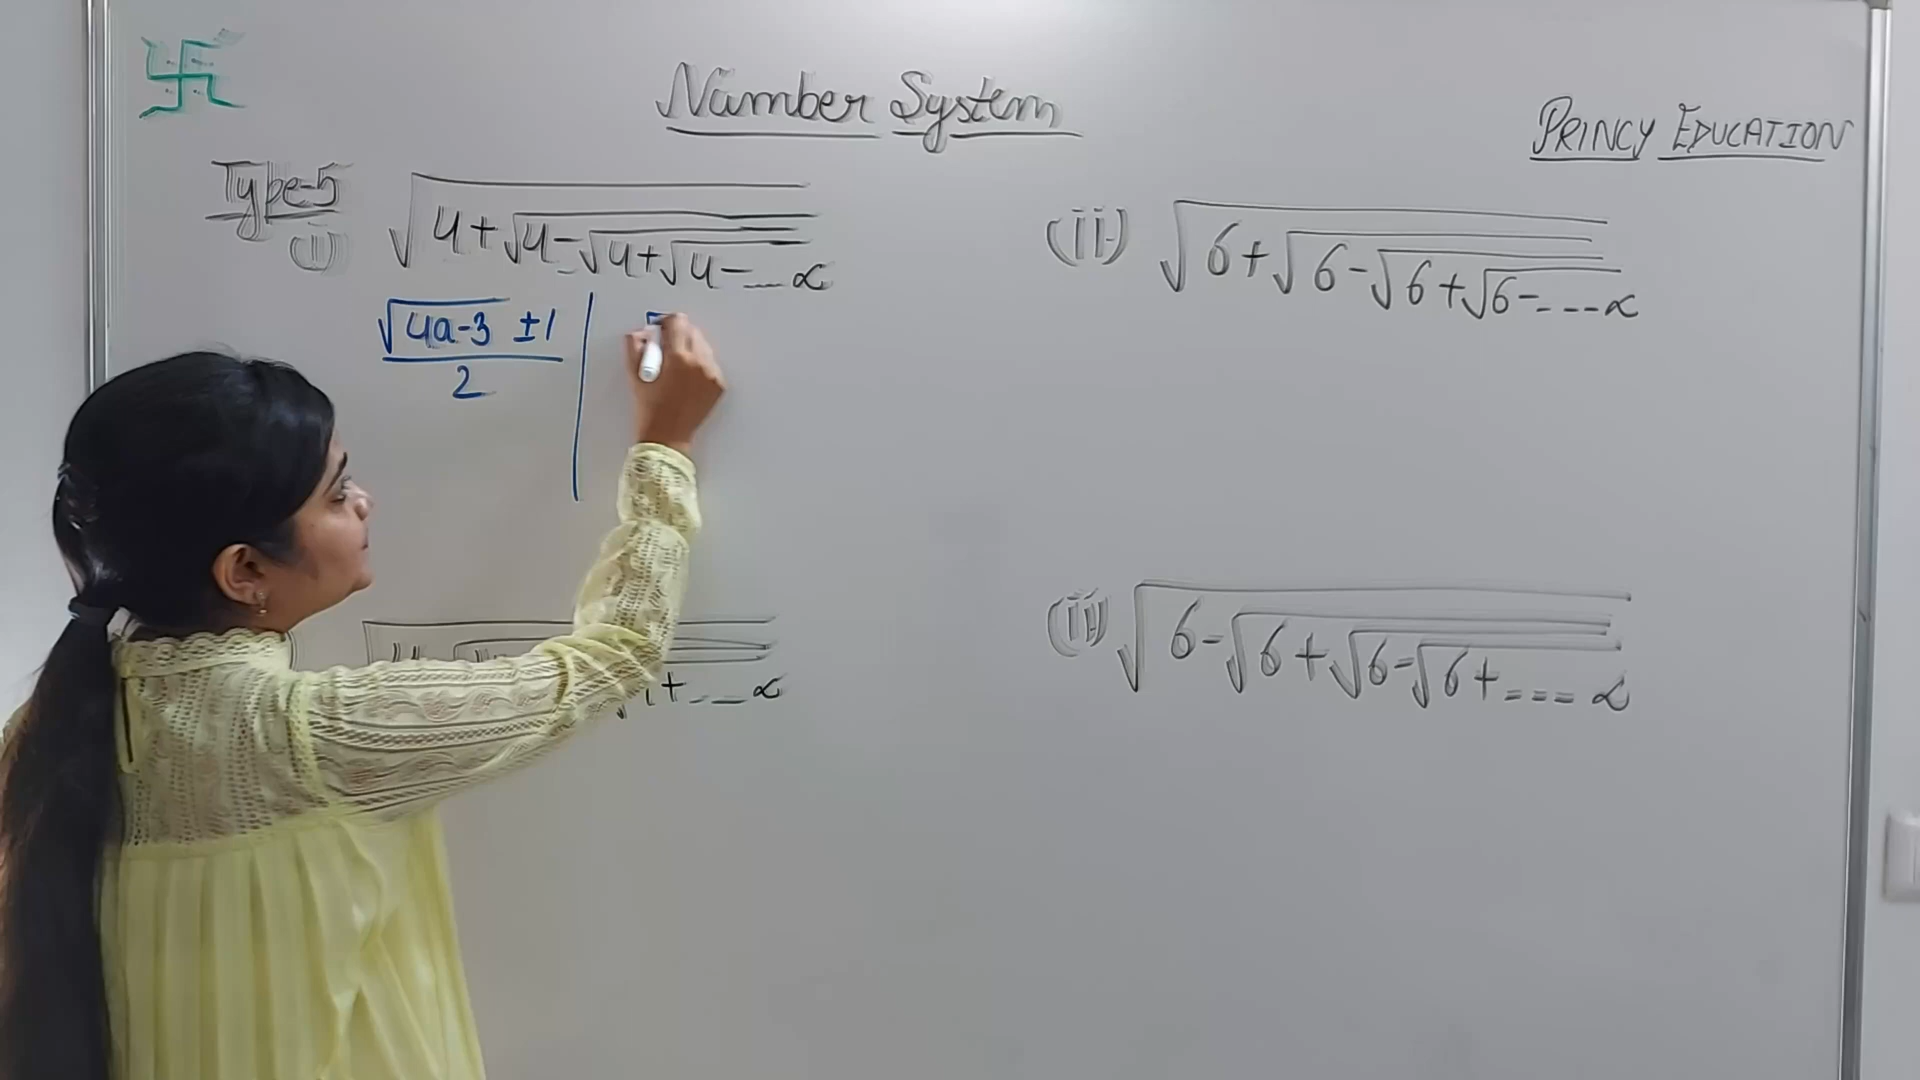 Number System
PRINCY EDUCATION
Type-5
(i) √4+√4-√4+√4-...∝
√4a-3 ±1
2
(ii) √6+√6-√6+√6-...∝
+...∝
(ii) √6-√6+√6-√6+...∝